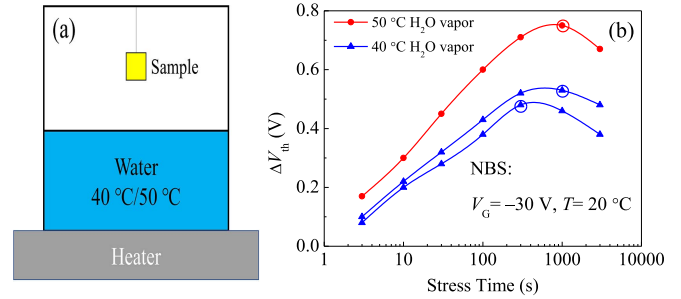 (a)
Sample
Water
40 °C/50 °C
Heater
(b)
50 °C H₂O vapor
40 °C H₂O vapor
ΔVth (V)
0.8
0.6
0.4
0.2
0.0
NBS:
VG= –30 V, T= 20 °C
1 10 100 1000 10000
Stress Time (s)